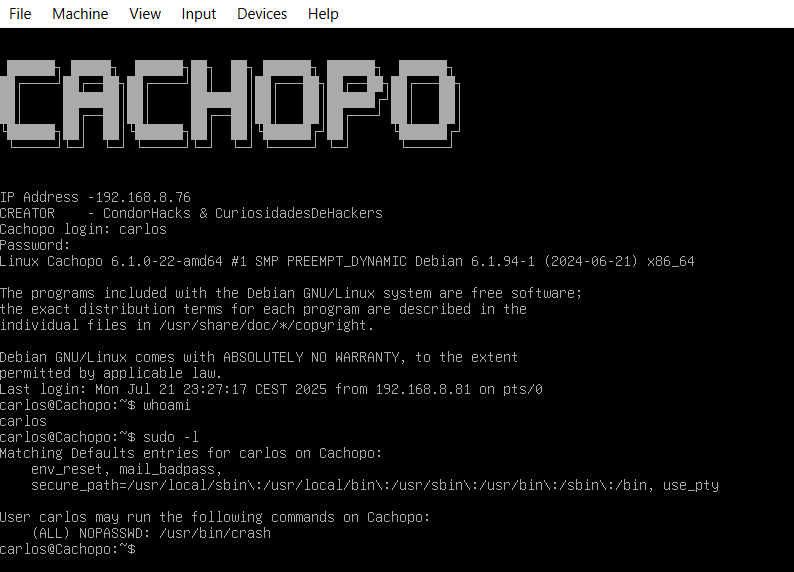 File Machine View Input Devices Help
CACHOPO
IP Address -192.168.8.76
CREATOR    - CondorHacks & CuriosidadesDeHackers
Cachopo login: carlos
Password:
Linux Cachopo 6.1.0-22-amd64 #1 SMP PREEMPT_DYNAMIC Debian 6.1.94-1 (2024-06-21) x86_64
The programs included with the Debian GNU/Linux system are free software;
the exact distribution terms for each program are described in the
individual files in /usr/share/doc/*/copyright.
Debian GNU/Linux comes with ABSOLUTELY NO WARRANTY, to the extent
permitted by applicable law.
Last login: Mon Jul 21 23:27:17 CEST 2025 from 192.168.8.81 on pts/0
carlos@Cachopo:~$ whoami
carlos
carlos@Cachopo:~$ sudo -l
Matching Defaults entries for carlos on Cachopo:
    env_reset, mail_badpass,
    secure_path=/usr/local/sbin\:/usr/local/bin\:/usr/sbin\:/usr/bin\:/sbin\:/bin, use_pty
User carlos may run the following commands on Cachopo:
    (ALL) NOPASSWD: /usr/bin/crash
carlos@Cachopo:~$